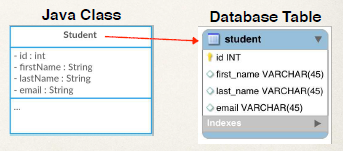 Java Class
Student
- id : int
- firstName : String
- lastName : String
- email : String
...
Database Table
student
id INT
first_name VARCHAR(45)
last_name VARCHAR(45)
email VARCHAR(45)
Indexes